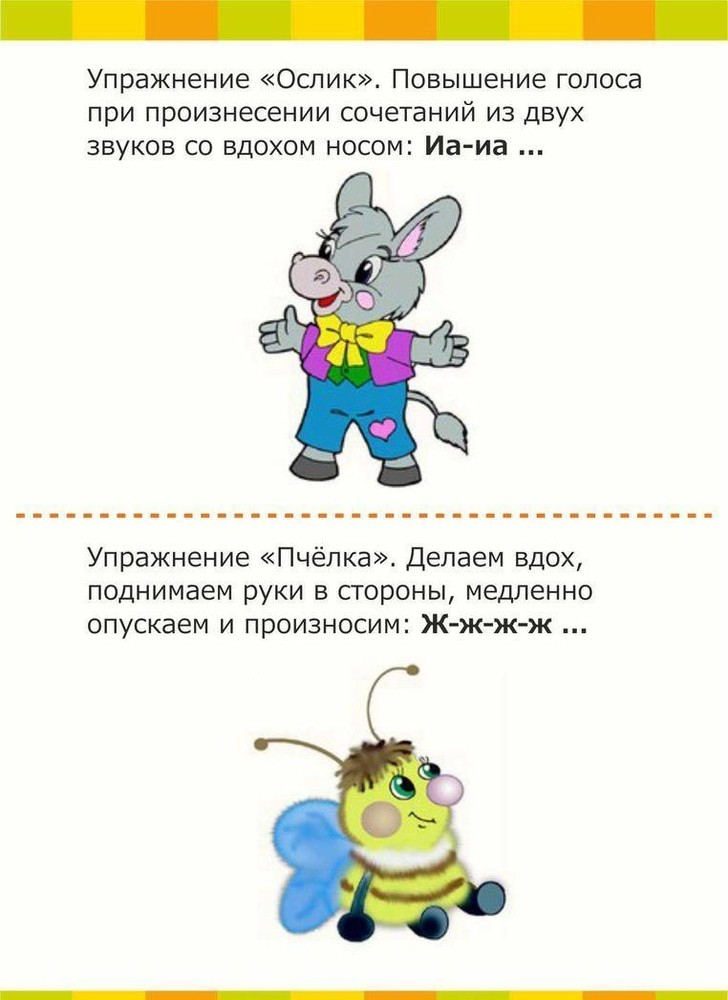 Упражнение «Ослик». Повышение голоса
при произнесении сочетаний из двух
звуков со вдохом носом: Иа-иа ...
Упражнение «Пчёлка». Делаем вдох,
поднимаем руки в стороны, медленно
опускаем и произносим: Ж-ж-ж-ж ...